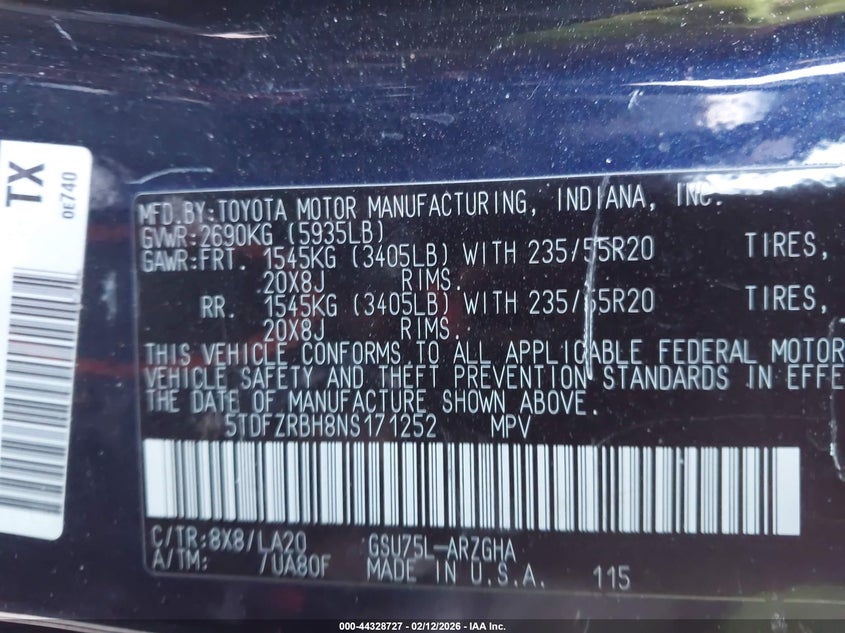 TX
0E740
MFD.BY:TOYOTA MOTOR MANUFACTURING, INDIANA, INC.
GVWR:2690KG (5935LB)
GAWR:FRT. 1545KG (3405LB) WITH 235/55R20 TIRES,
20X8J RIMS.
RR. 1545KG (3405LB) WITH 235/55R20 TIRES,
20X8J RIMS.
THIS VEHICLE CONFORMS TO ALL APPLICABLE FEDERAL MOTOR
VEHICLE SAFETY AND THEFT PREVENTION STANDARDS IN EFFE
THE DATE OF MANUFACTURE SHOWN ABOVE.
5TDFZRBH8NS171252 MPV
C/TR:8X8/LA20 GSU75L-ARZGHA
A/TM: /UA80F MADE IN U.S.A. 115
000-44328727 - 02/12/2026 - IAA Inc.